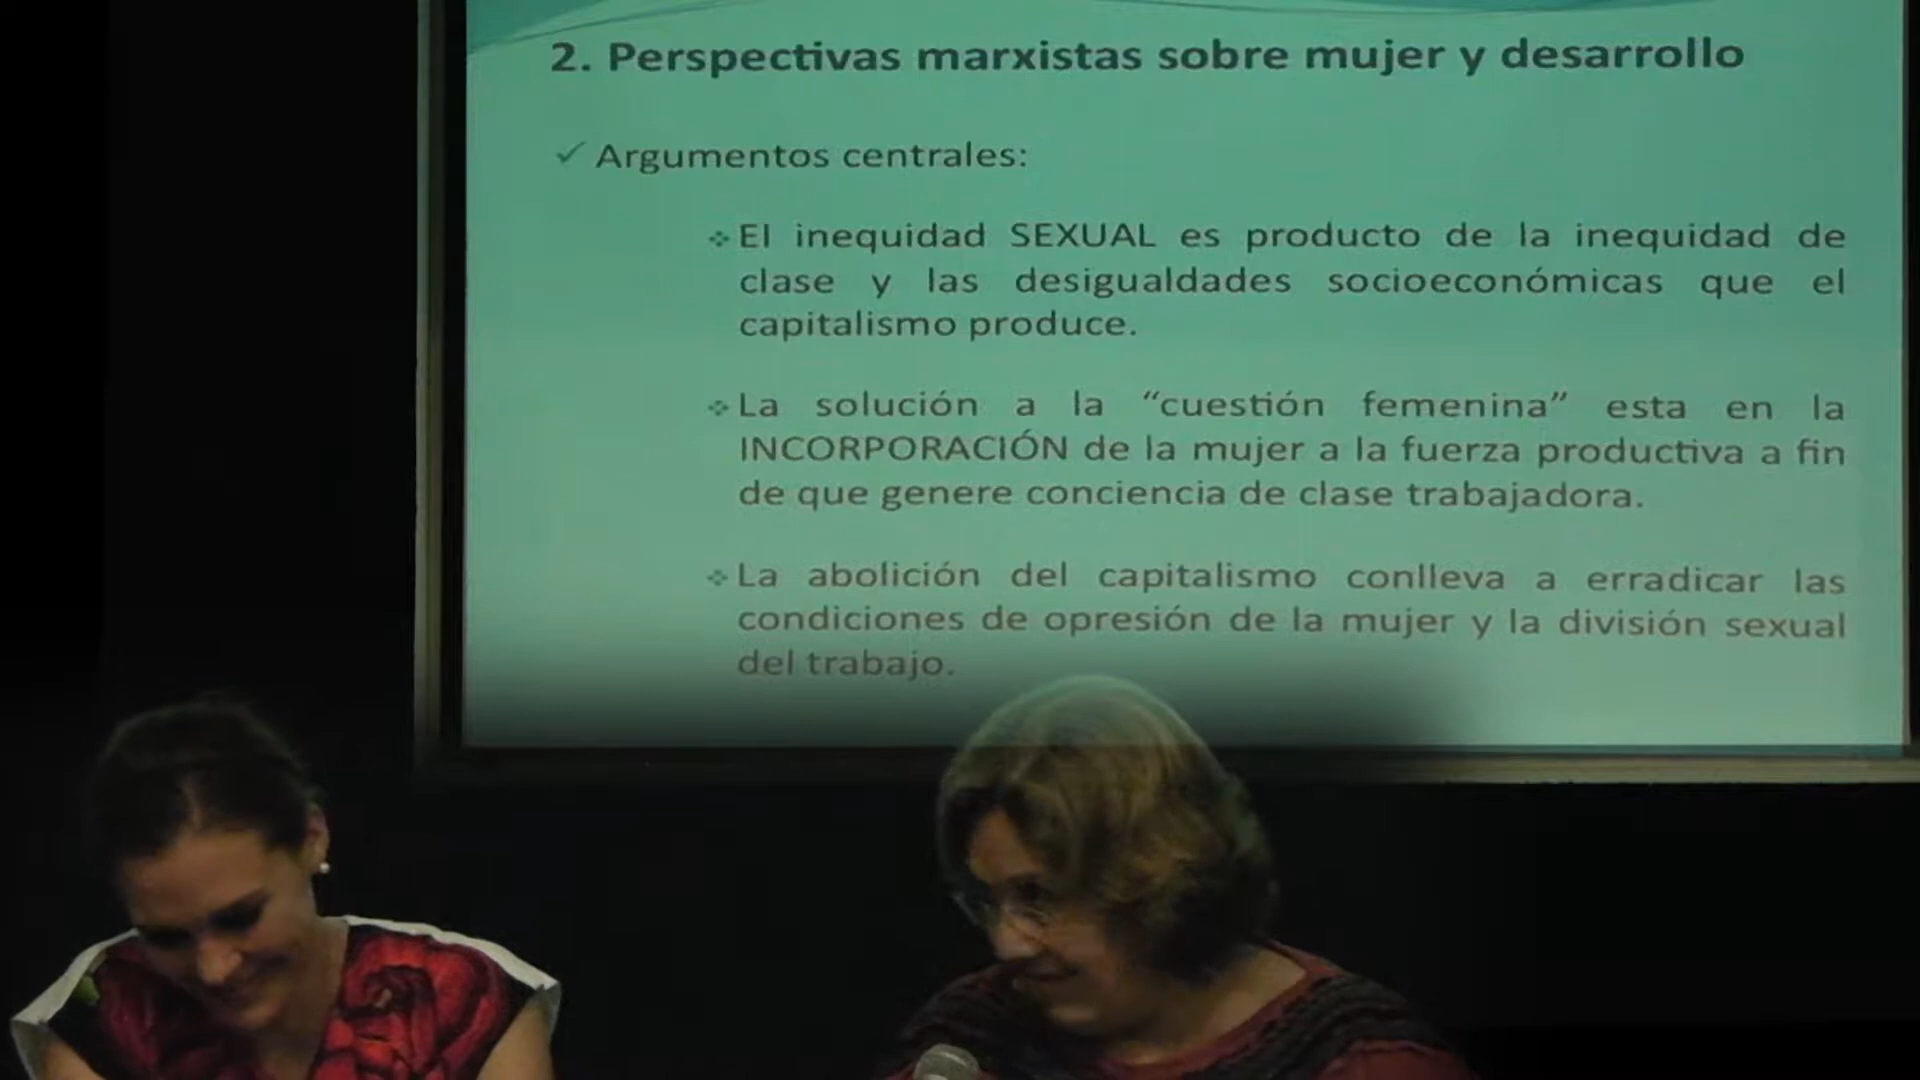 2. Perspectivas marxistas sobre mujer y desarrollo
✓ Argumentos centrales:
El inequidad SEXUAL es producto de la inequidad de
clase y las desigualdades socioeconómicas que el
capitalismo produce.
La solución a la “cuestión femenina” esta en la
INCORPORACIÓN de la mujer a la fuerza productiva a fin
de que genere conciencia de clase trabajadora.
La abolición del capitalismo conlleva a erradicar las
condiciones de opresión de la mujer y la división sexual
del trabajo.